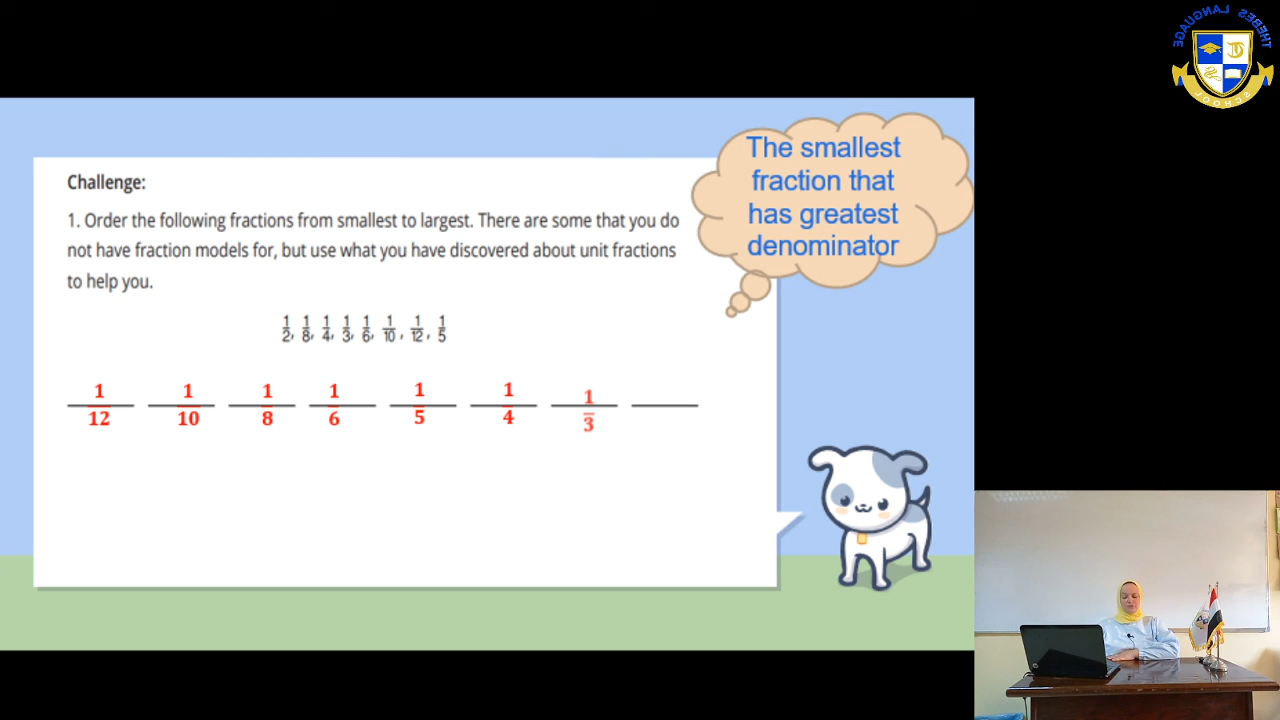 THEBES LANGUAGE
SCHOOL
The smallest
fraction that
has greatest
denominator
Challenge:
1. Order the following fractions from smallest to largest. There are some that you do
not have fraction models for, but use what you have discovered about unit fractions
to help you.
1/2, 1/8, 1/4, 1/3, 1/6, 1/10, 1/12, 1/5
1/12 1/10 1/8 1/6 1/5 1/4 1/3